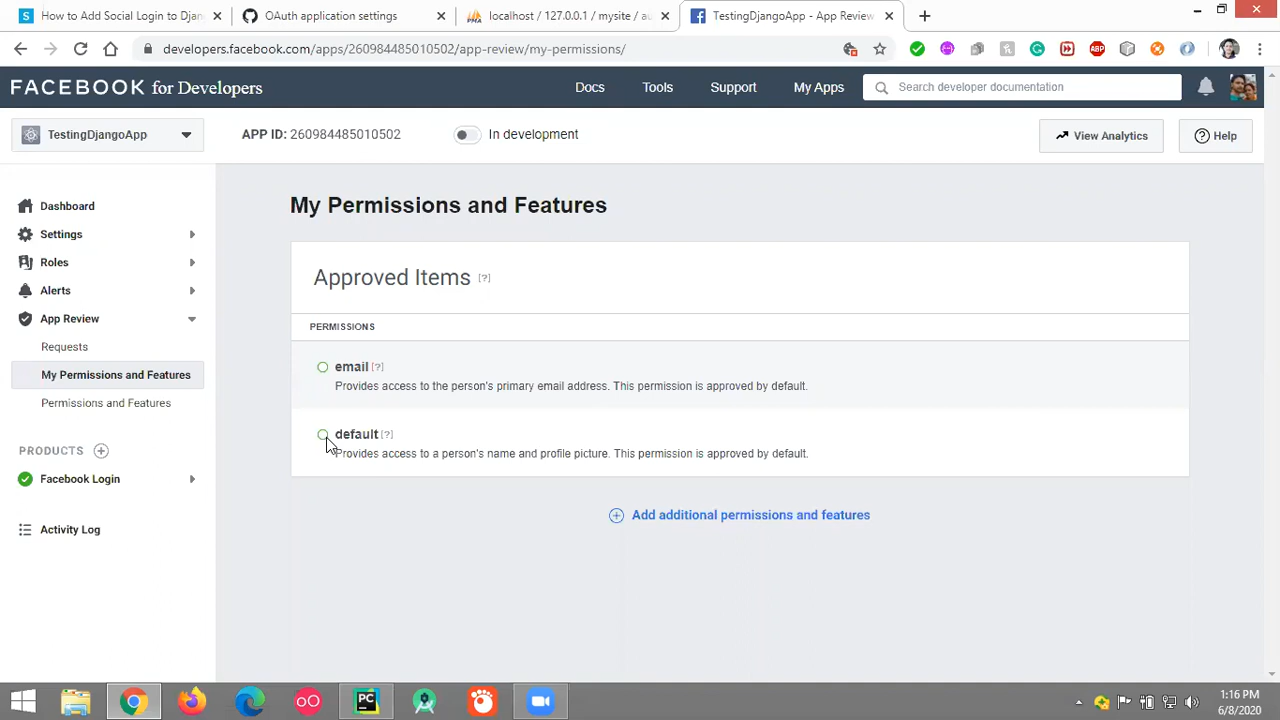 How to Add Social Login to Djan
OAuth application settings
localhost / 127.0.0.1 / mysite / au
TestingDjangoApp - App Review
developers.facebook.com/apps/260984485010502/app-review/my-permissions/
FACEBOOK for Developers
Docs
Tools
Support
My Apps
Search developer documentation
TestingDjangoApp
APP ID: 260984485010502
In development
View Analytics
Help
Dashboard
Settings
Roles
Alerts
App Review
Requests
My Permissions and Features
Permissions and Features
PRODUCTS
Facebook Login
Activity Log
My Permissions and Features
Approved Items [?]
PERMISSIONS
email [?]
Provides access to the person's primary email address. This permission is approved by default.
default [?]
Provides access to a person's name and profile picture. This permission is approved by default.
Add additional permissions and features
1:16 PM
6/8/2020